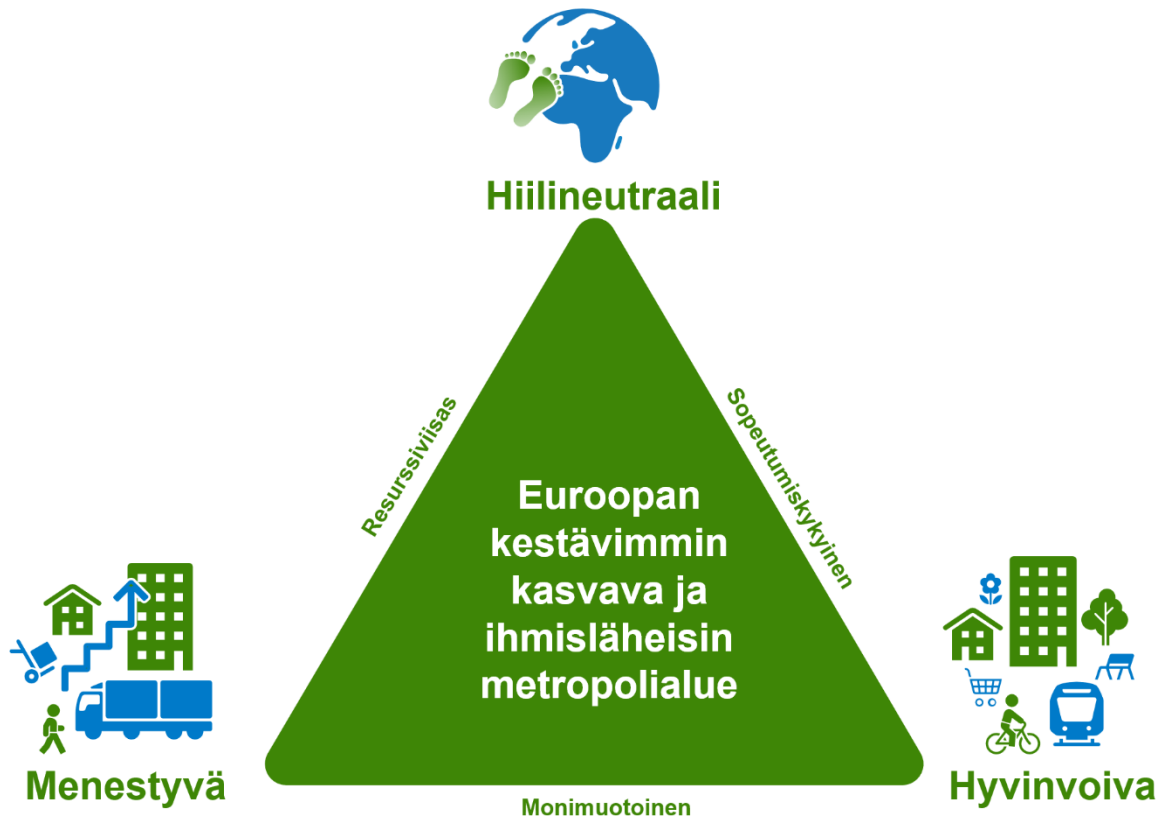 Hiilineutraali
Resurssiviisas
Sopeutumiskykyinen
Euroopan
kestävimmin
kasvava ja
ihmisläheisin
metropolialue
Menestyvä
Hyvinvoiva
Monimuotoinen